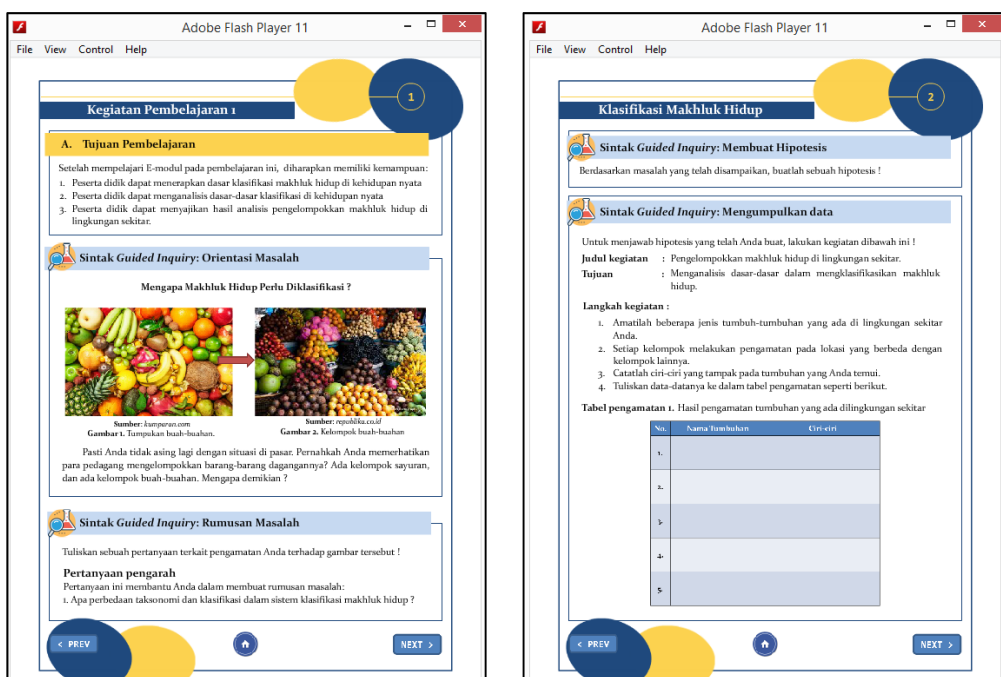 Adobe Flash Player 11
File View Control Help
Kegiatan Pembelajaran 1
1
A. Tujuan Pembelajaran
Setelah mempelajari E-modul pada pembelajaran ini, diharapkan memiliki kemampuan:
1. Peserta didik dapat menerapkan dasar klasifikasi makhluk hidup di kehidupan nyata
2. Peserta didik dapat menganalisis dasar-dasar klasifikasi di kehidupan nyata
3. Peserta didik dapat menyajikan hasil analisis pengelompokkan makhluk hidup di
lingkungan sekitar.
Sintak Guided Inquiry: Orientasi Masalah
Mengapa Makhluk Hidup Perlu Diklasifikasi ?
Sumber: kumparan.com
Gambar 1. Tumpukan buah-buahan.
Sumber: republika.co.id
Gambar 2. Kelompok buah-buahan
Pasti Anda tidak asing lagi dengan situasi di pasar. Pernahkah Anda memerhatikan
para pedagang mengelompokkan barang-barang dagangannya? Ada kelompok sayuran,
dan ada kelompok buah-buahan. Mengapa demikian ?
Sintak Guided Inquiry: Rumusan Masalah
Tuliskan sebuah pertanyaan terkait pengamatan Anda terhadap gambar tersebut !
Pertanyaan pengarah
Pertanyaan ini membantu Anda dalam membuat rumusan masalah:
1. Apa perbedaan taksonomi dan klasifikasi dalam sistem klasifikasi makhluk hidup ?
< PREV
NEXT >
Adobe Flash Player 11
File View Control Help
Klasifikasi Makhluk Hidup
2
Sintak Guided Inquiry: Membuat Hipotesis
Berdasarkan masalah yang telah disampaikan, buatlah sebuah hipotesis !
Sintak Guided Inquiry: Mengumpulkan data
Untuk menjawab hipotesis yang telah Anda buat, lakukan kegiatan dibawah ini !
Judul kegiatan : Pengelompokkan makhluk hidup di lingkungan sekitar.
Tujuan : Menganalisis dasar-dasar dalam mengklasifikasikan makhluk
hidup.
Langkah kegiatan :
1. Amatilah beberapa jenis tumbuh-tumbuhan yang ada di lingkungan sekitar
Anda.
2. Setiap kelompok melakukan pengamatan pada lokasi yang berbeda dengan
kelompok lainnya.
3. Catatlah ciri-ciri yang tampak pada tumbuhan yang Anda temui.
4. Tuliskan data-datanya ke dalam tabel pengamatan seperti berikut.
Tabel pengamatan 1. Hasil pengamatan tumbuhan yang ada dilingkungan sekitar
No. Nama Tumbuhan Ciri-ciri
1.
2.
3.
4.
5.
< PREV
NEXT >